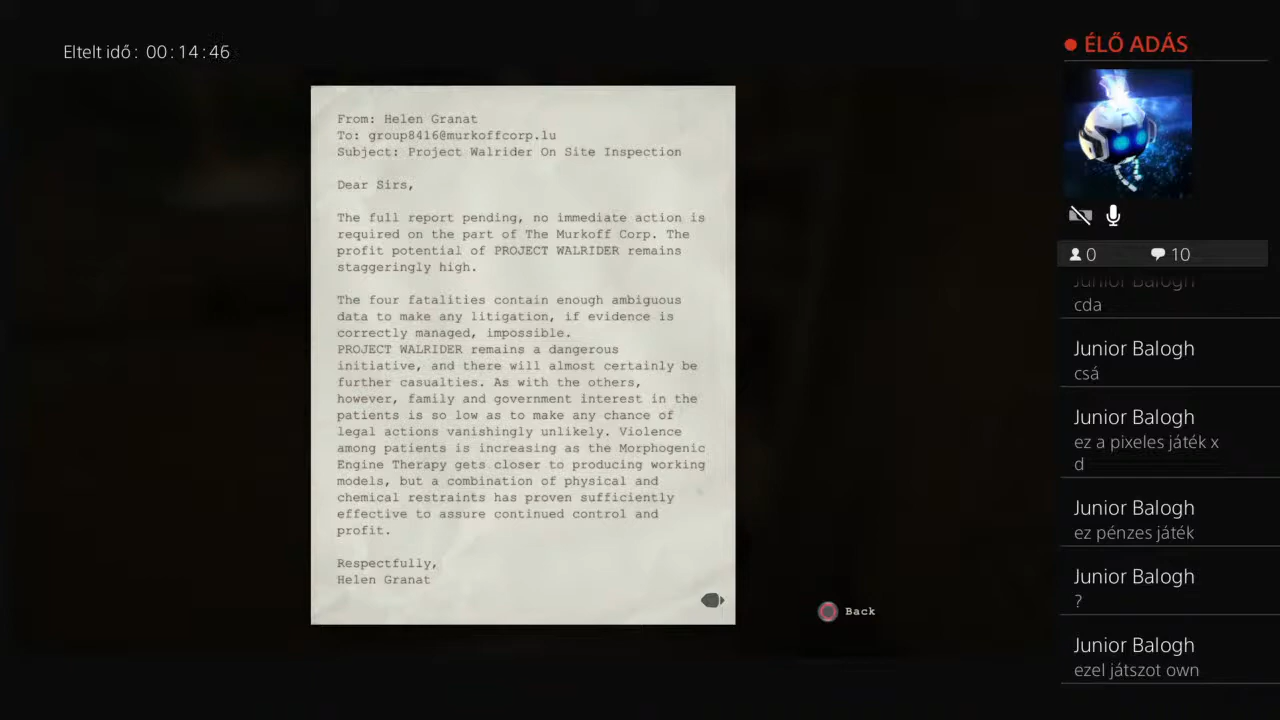 Eltelt idő: 00:14:46
From: Helen Granat
To: group8416@murkoffcorp.lu
Subject: Project Walrider On Site Inspection
Dear Sirs,
The full report pending, no immediate action is
required on the part of The Murkoff Corp. The
profit potential of PROJECT WALRIDER remains
staggeringly high.
The four fatalities contain enough ambiguous
data to make any litigation, if evidence is
correctly managed, impossible.
PROJECT WALRIDER remains a dangerous
initiative, and there will almost certainly be
further casualties. As with the others,
however, family and government interest in the
patients is so low as to make any chance of
legal actions vanishingly unlikely. Violence
among patients is increasing as the Morphogenic
Engine Therapy gets closer to producing working
models, but a combination of physical and
chemical restraints has proven sufficiently
effective to assure continued control and
profit.
Respectfully,
Helen Granat
Back
ÉLŐ ADÁS
0
10
Junior Balogh
cda
Junior Balogh
csá
Junior Balogh
ez a pixeles játék x
d
Junior Balogh
ez pénzes játék
Junior Balogh
?
Junior Balogh
ezel játszot own